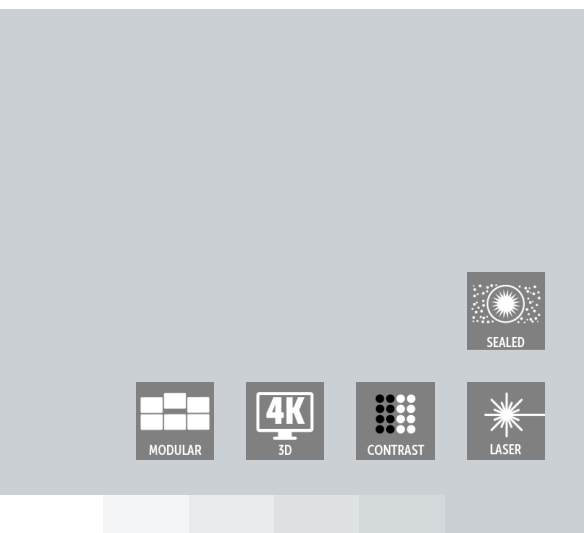 SEALED
MODULAR
4K
3D
CONTRAST
LASER